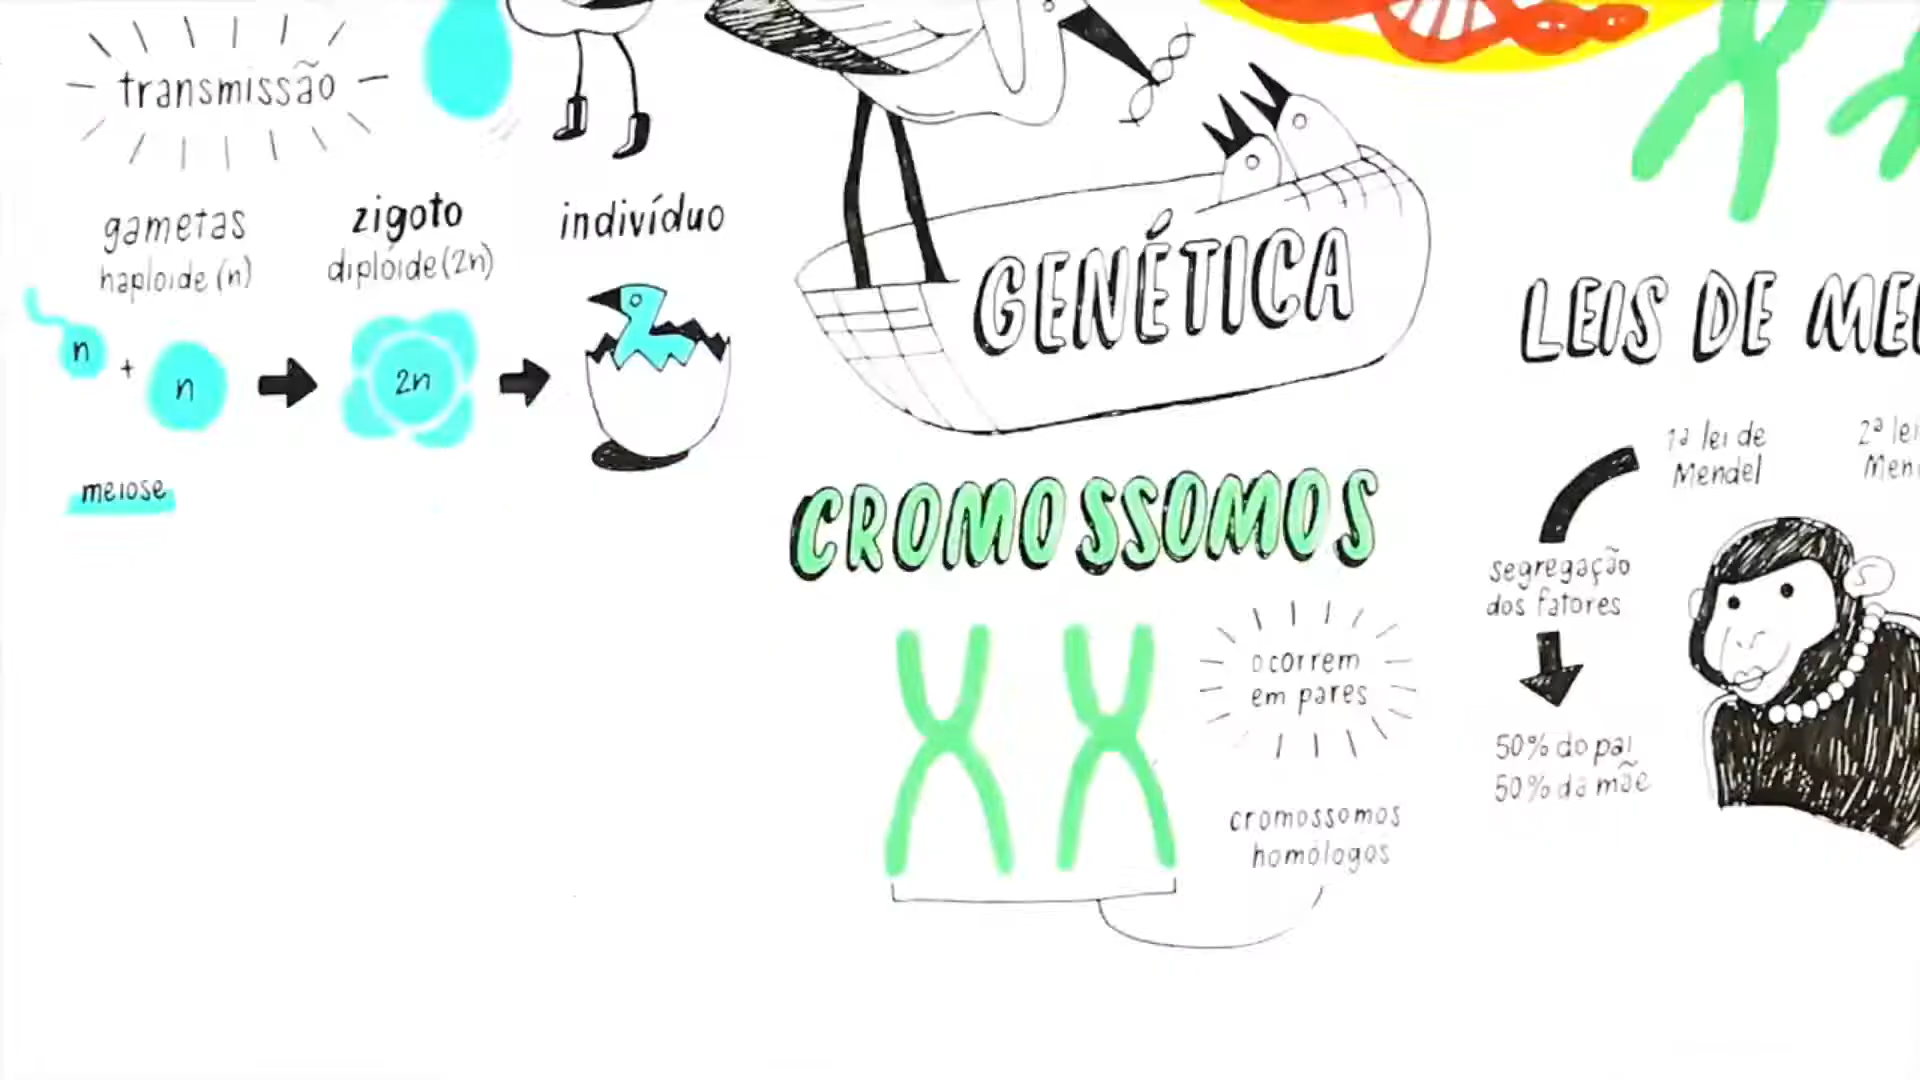 transmissão
gametas
haploide (n)
n
+
n
meiose
zigoto
diplóide (2n)
2n
indivíduo
GENÉTICA
CROMOSSOMOS
ocorrem
em pares
cromossomos
homólogos
LEIS DE ME
1ª lei de
Mendel
2ª lei
Men
segregação
dos fatores
50% do pai
50% da mãe